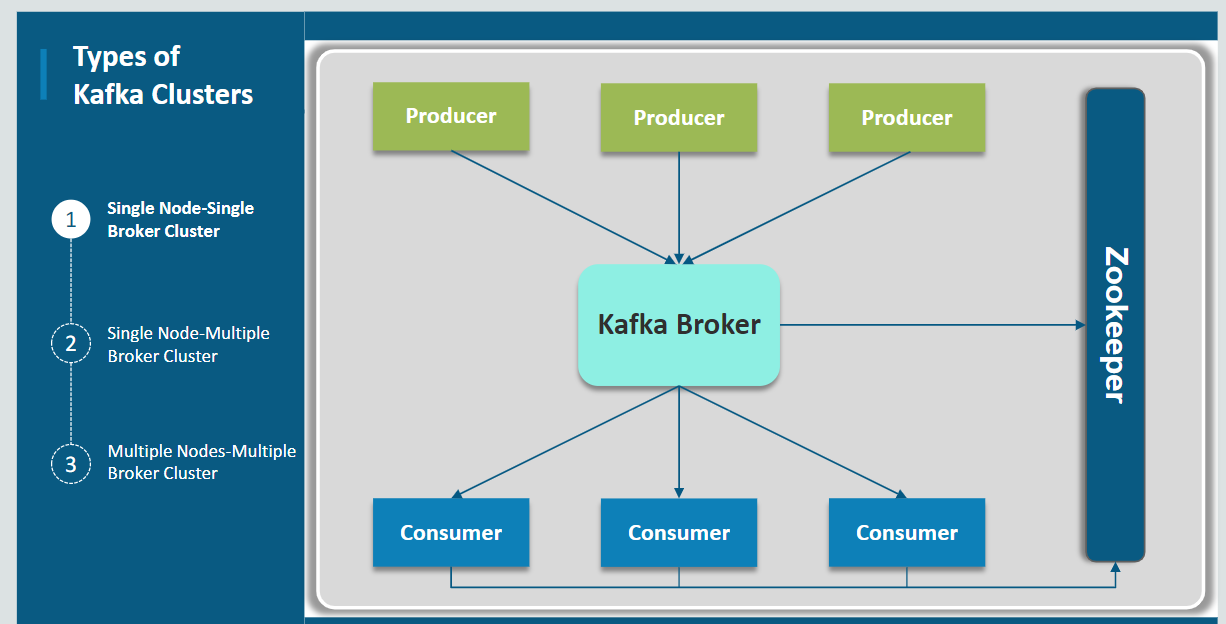 Types of
Kafka Clusters
1
Single Node-Single
Broker Cluster
2
Single Node-Multiple
Broker Cluster
3
Multiple Nodes-Multiple
Broker Cluster
Producer
Producer
Producer
Kafka Broker
Zookeeper
Consumer
Consumer
Consumer